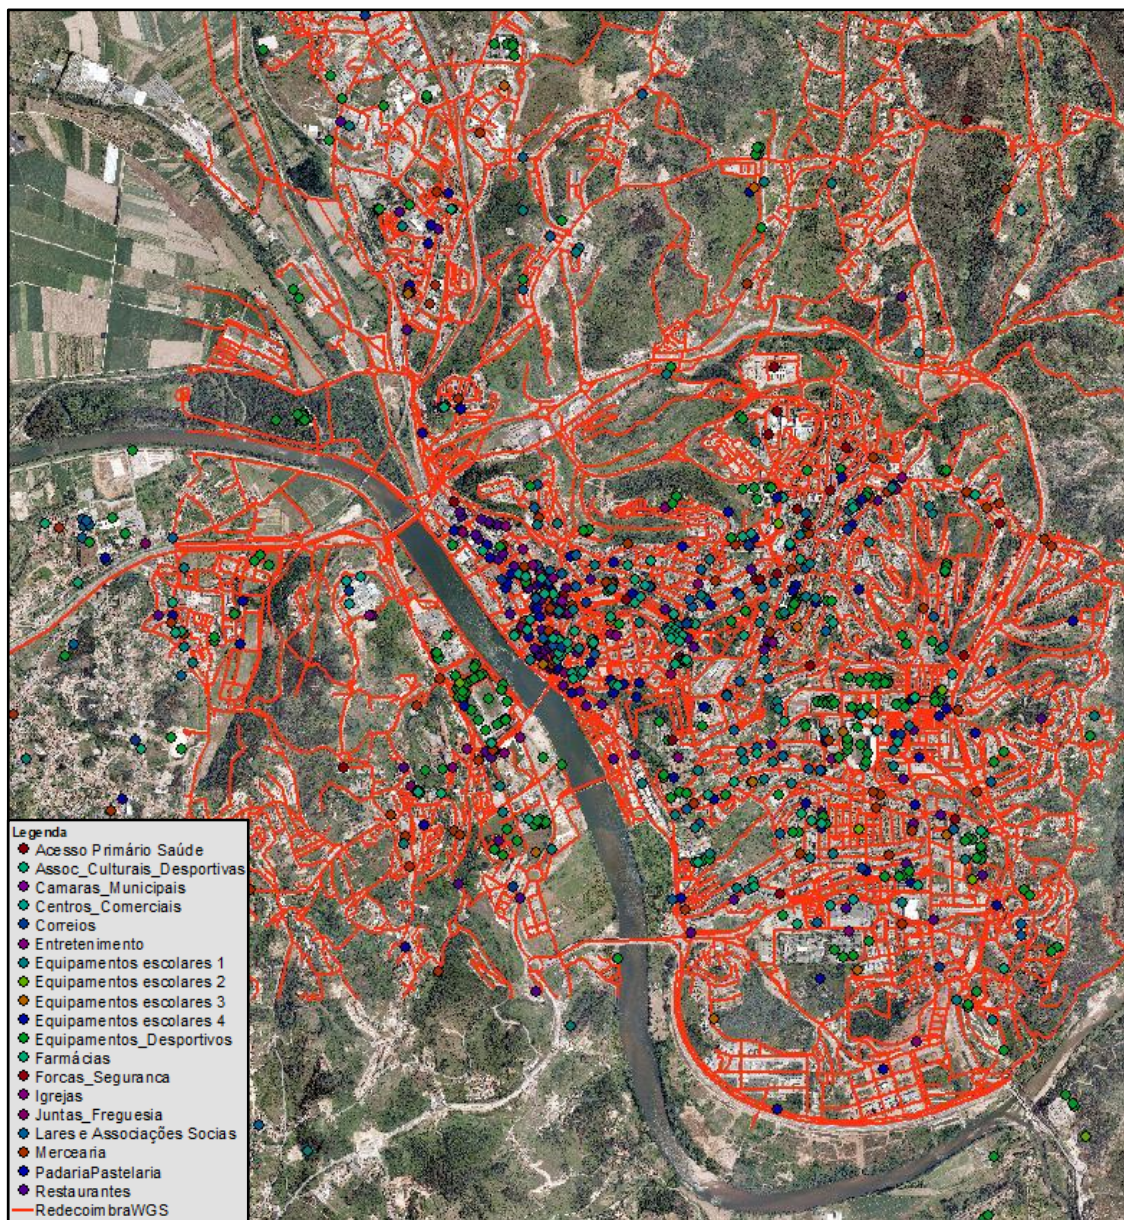 Legenda
Acesso Primário Saúde
Assoc_Culturais_Desportivas
Camaras_Municipais
Centros_Comerciais
Correios
Entretenimento
Equipamentos escolares 1
Equipamentos escolares 2
Equipamentos escolares 3
Equipamentos escolares 4
Equipamentos_Desportivos
Farmácias
Forcas_Seguranca
Igrejas
Juntas_Freguesia
Lares e Associações Socias
Mercearia
PadariaPastelaria
Restaurantes
RedecoimbraWGS